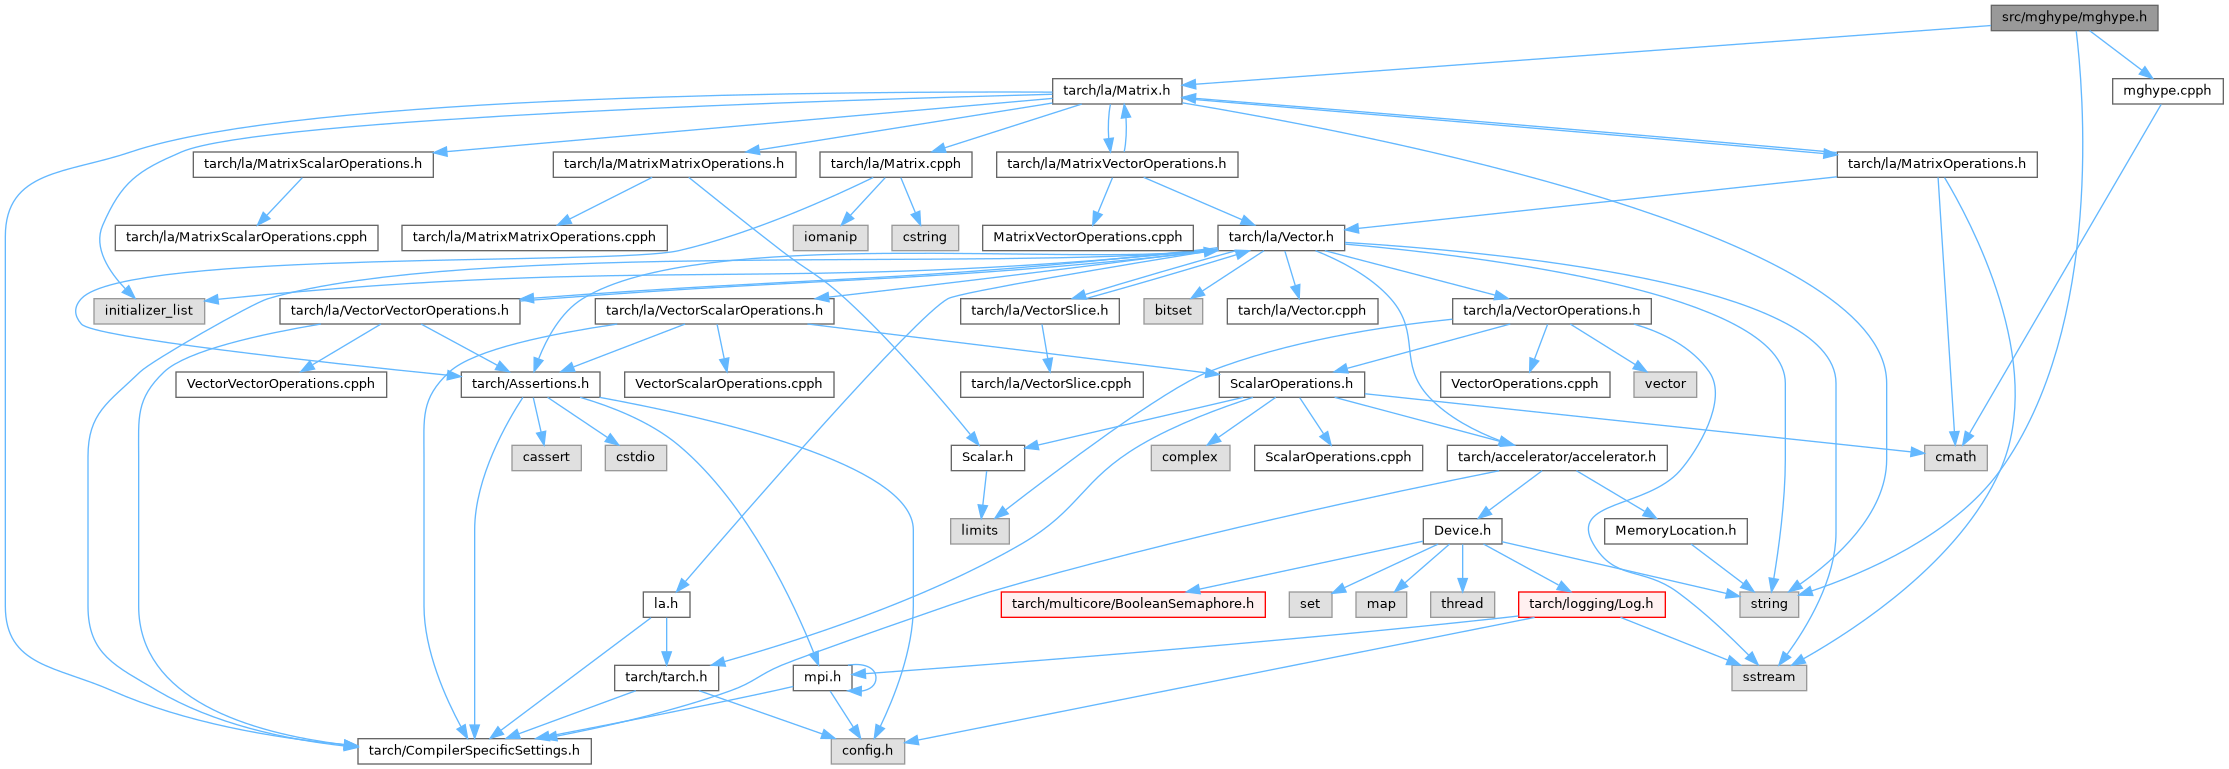 src/mghype/mghype.h
tarch/la/Matrix.h
mghype.cpph
tarch/la/MatrixScalarOperations.h
tarch/la/MatrixMatrixOperations.h
tarch/la/Matrix.cpph
tarch/la/MatrixVectorOperations.h
tarch/la/MatrixOperations.h
tarch/la/MatrixScalarOperations.cpph
tarch/la/MatrixMatrixOperations.cpph
iomanip
cstring
MatrixVectorOperations.cpph
tarch/la/Vector.h
initializer_list
tarch/la/VectorVectorOperations.h
tarch/la/VectorScalarOperations.h
tarch/la/VectorSlice.h
bitset
tarch/la/Vector.cpph
tarch/la/VectorOperations.h
VectorVectorOperations.cpph
tarch/Assertions.h
VectorScalarOperations.cpph
tarch/la/VectorSlice.cpph
ScalarOperations.h
VectorOperations.cpph
vector
cassert
cstdio
Scalar.h
complex
ScalarOperations.cpph
tarch/accelerator/accelerator.h
cmath
limits
Device.h
MemoryLocation.h
la.h
tarch/multicore/BooleanSemaphore.h
set
map
thread
tarch/logging/Log.h
string
tarch/tarch.h
mpi.h
sstream
tarch/CompilerSpecificSettings.h
config.h